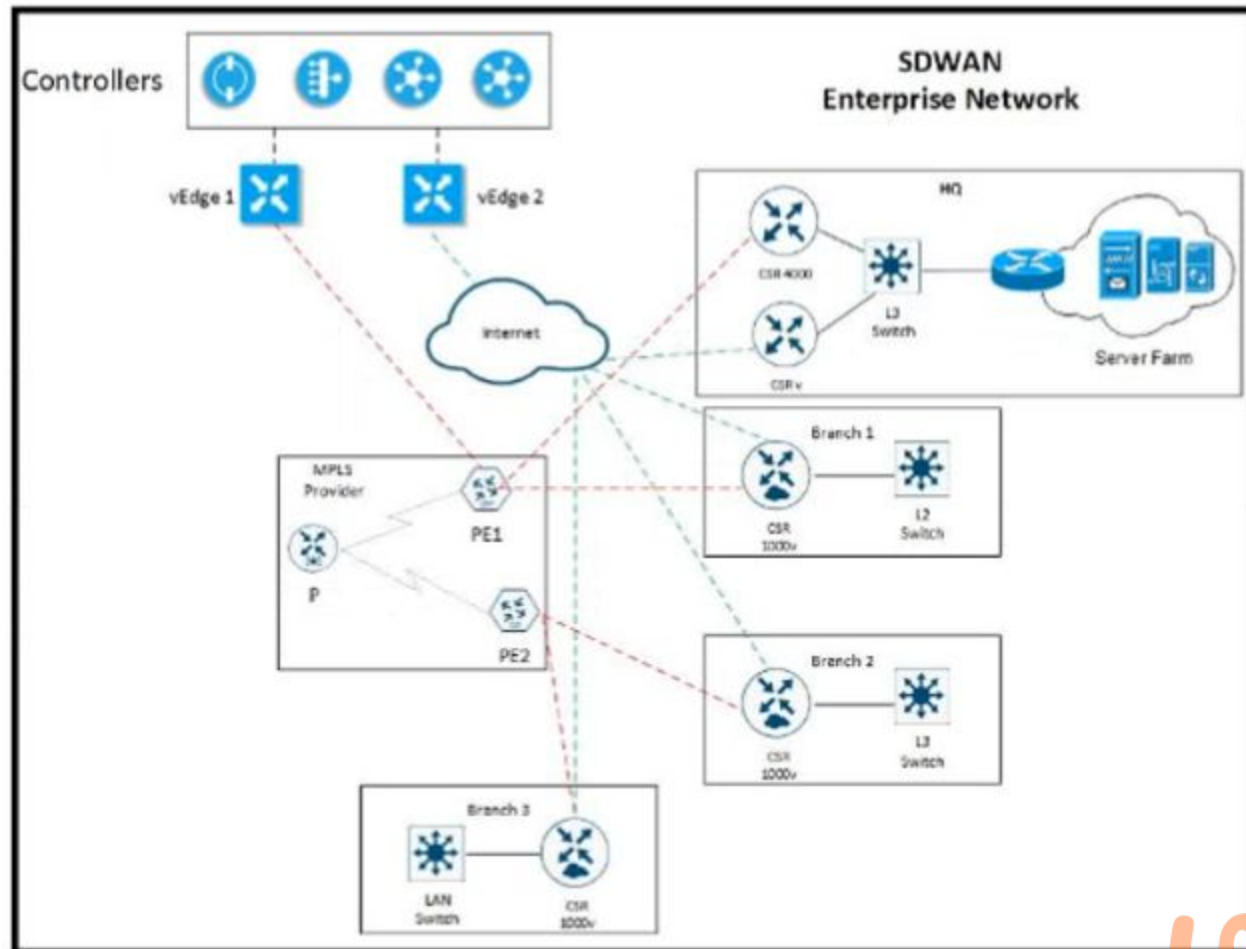 Controllers
SDWAN
Enterprise Network
vEdge 1
vEdge 2
HQ
CSR 4000
L3
Switch
Server Farm
CSR v
Internet
Branch 1
CSR
1000v
L2
Switch
MPLS
Provider
PE1
P
PE2
Branch 2
CSR
1000v
L3
Switch
Branch 3
LAN
Switch
CSR
1000v